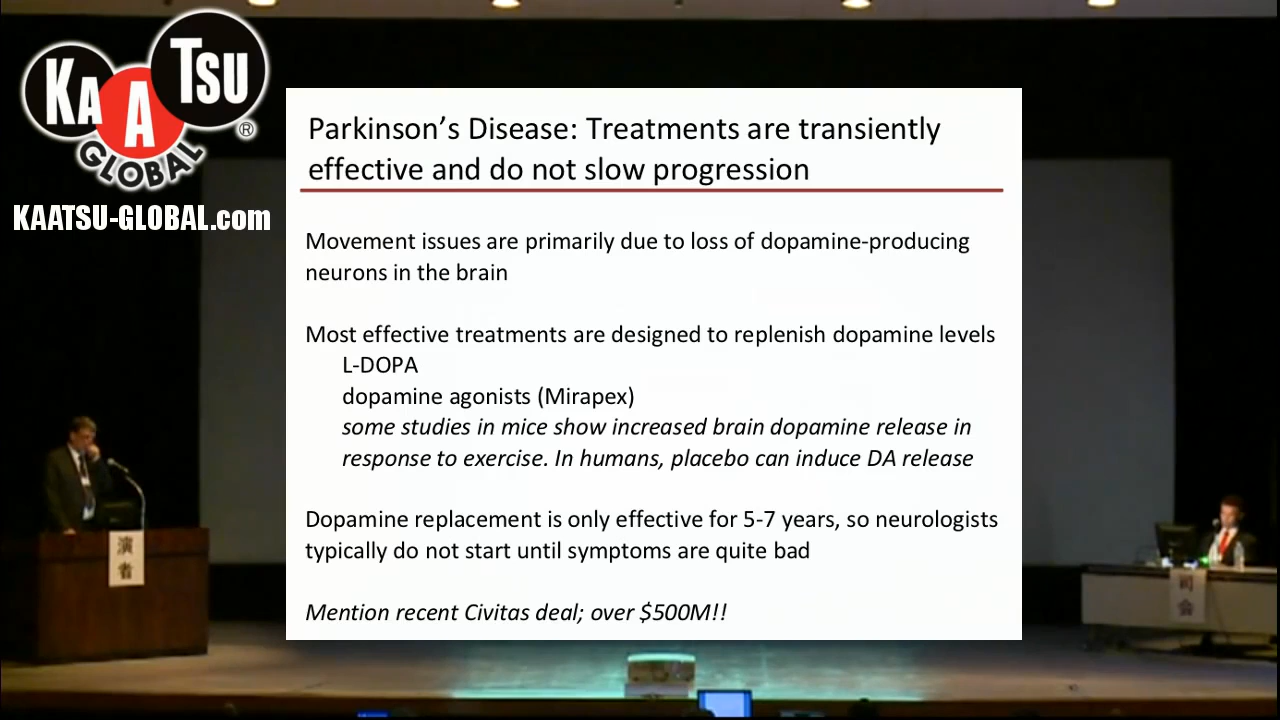 KAATSU
GLOBAL
®
KAATSU-GLOBAL.com
Parkinson’s Disease: Treatments are transiently
effective and do not slow progression
Movement issues are primarily due to loss of dopamine-producing
neurons in the brain
Most effective treatments are designed to replenish dopamine levels
L-DOPA
dopamine agonists (Mirapex)
some studies in mice show increased brain dopamine release in
response to exercise. In humans, placebo can induce DA release
Dopamine replacement is only effective for 5-7 years, so neurologists
typically do not start until symptoms are quite bad
Mention recent Civitas deal; over $500M!!
演
者
司
会